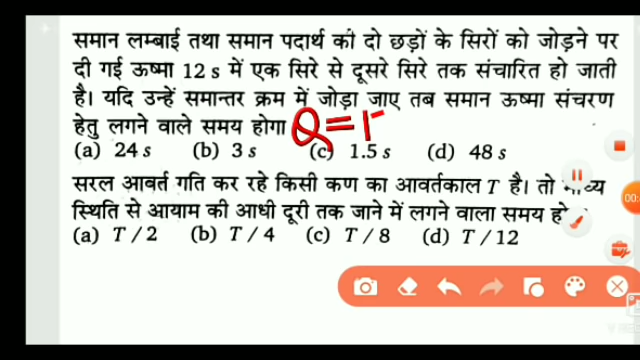 समान लम्बाई तथा समान पदार्थ की दो छड़ों के सिरों को जोड़ने पर
दी गई ऊष्मा 12 s में एक सिरे से दूसरे सिरे तक संचारित हो जाती
है। यदि उन्हें समान्तर क्रम में जोड़ा जाए तब समान ऊष्मा संचरण
हेतु लगने वाले समय होगा Q=
(a) 24 s (b) 3 s (c) 1.5 s (d) 48 s
सरल आवर्त गति कर रहे किसी कण का आवर्तकाल T है। तो
स्थिति से आयाम की आधी दूरी तक जाने में लगने वाला समय
(a) T / 2 (b) T / 4 (c) T / 8 (d) T / 12